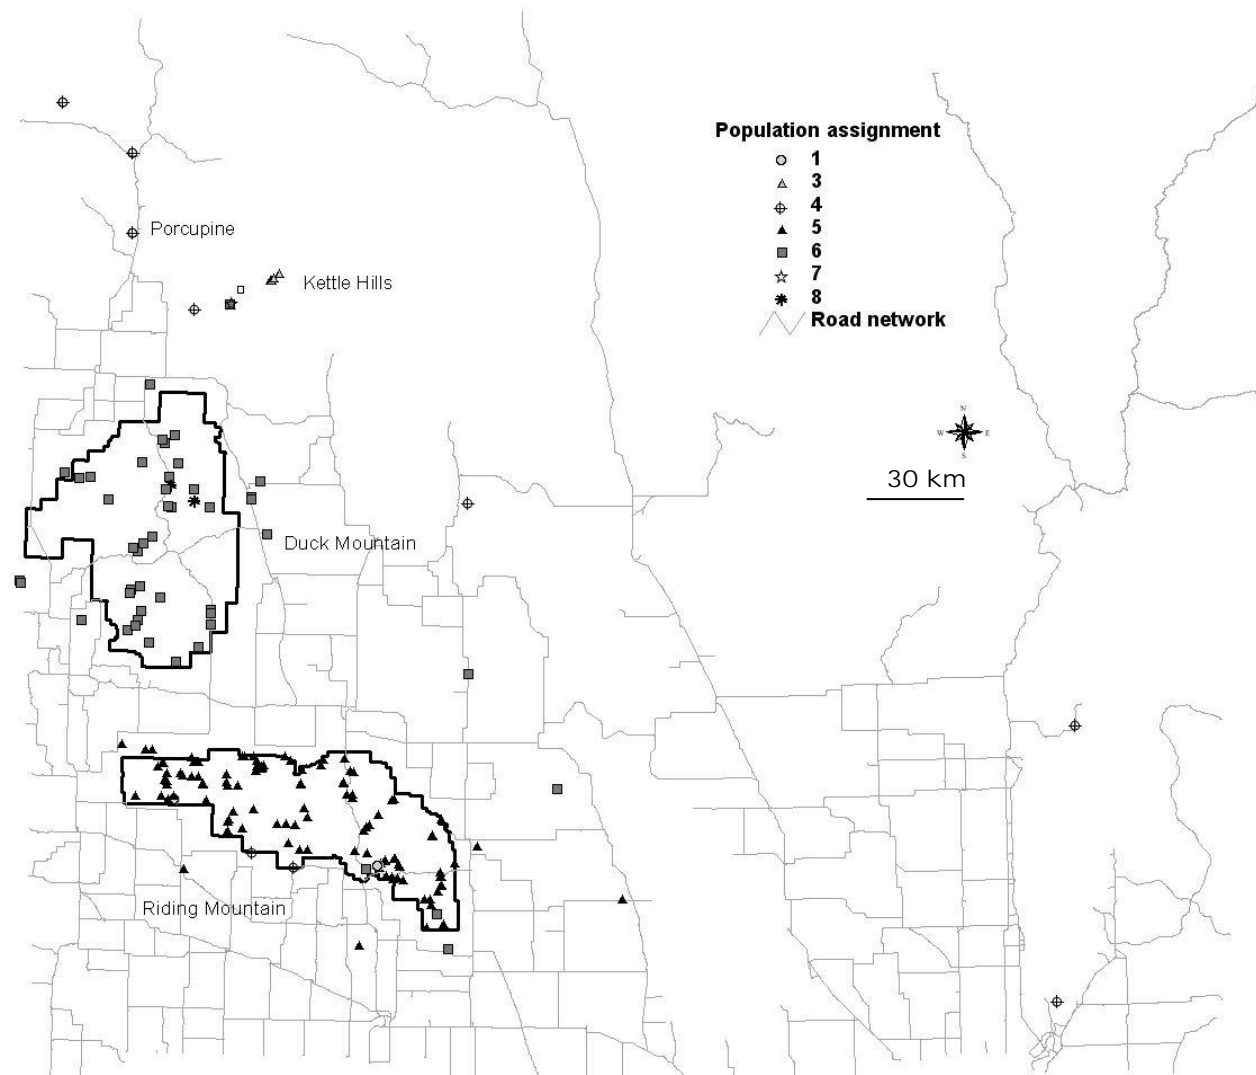 Population assignment
1
3
4
Porcupine
5
6
Kettle Hills
7
8
Road network
N
W E
S
30 km
Duck Mountain
Riding Mountain